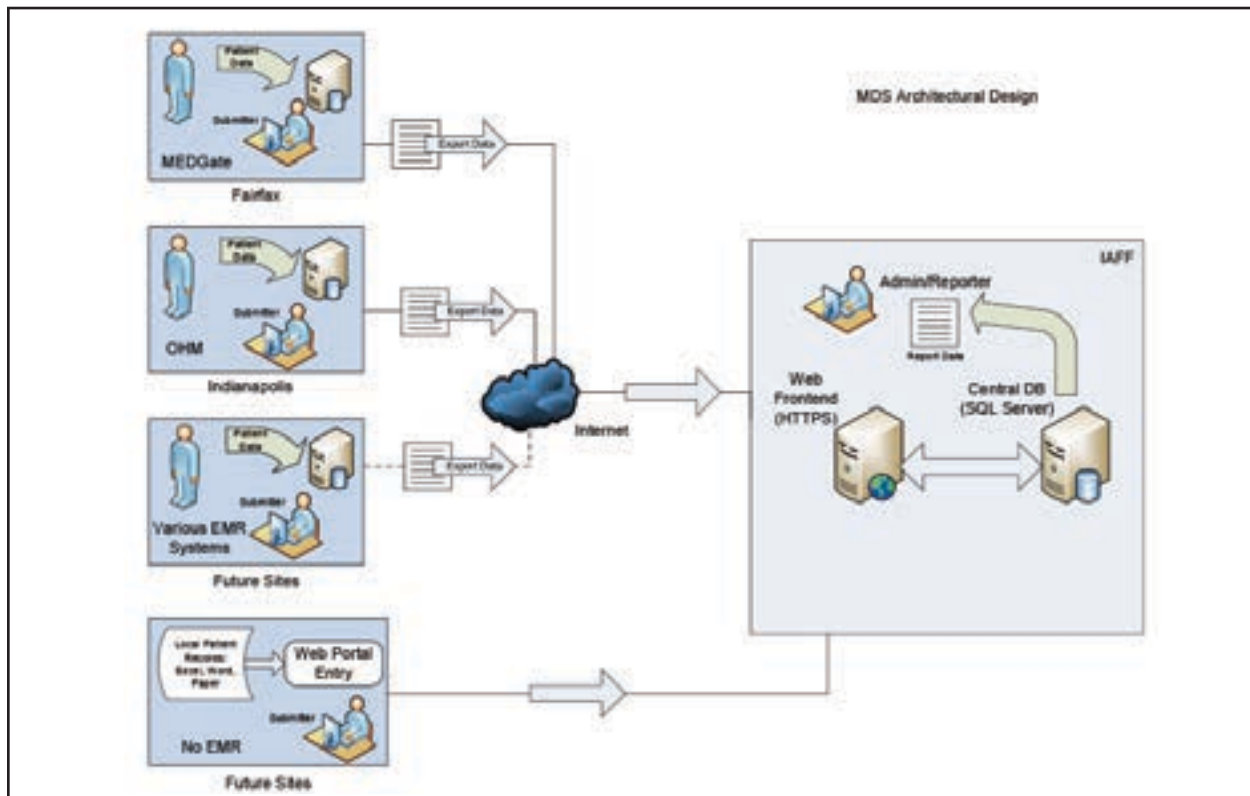 MDS Architectural Design
Patient
Data
Submitter
MEDGate
Fairfax
Export Data
Patient
Data
Submitter
OHM
Indianapolis
Export Data
Patient
Data
Submitter
Various EMR
Systems
Future Sites
Export Data
Internet
Local Patient
Records:
Excel, Word,
Paper
Web Portal
Entry
Submitter
No EMR
Future Sites
IAFF
Admin/Reporter
Report Data
Web
Frontend
(HTTPS)
Central DB
(SQL Server)